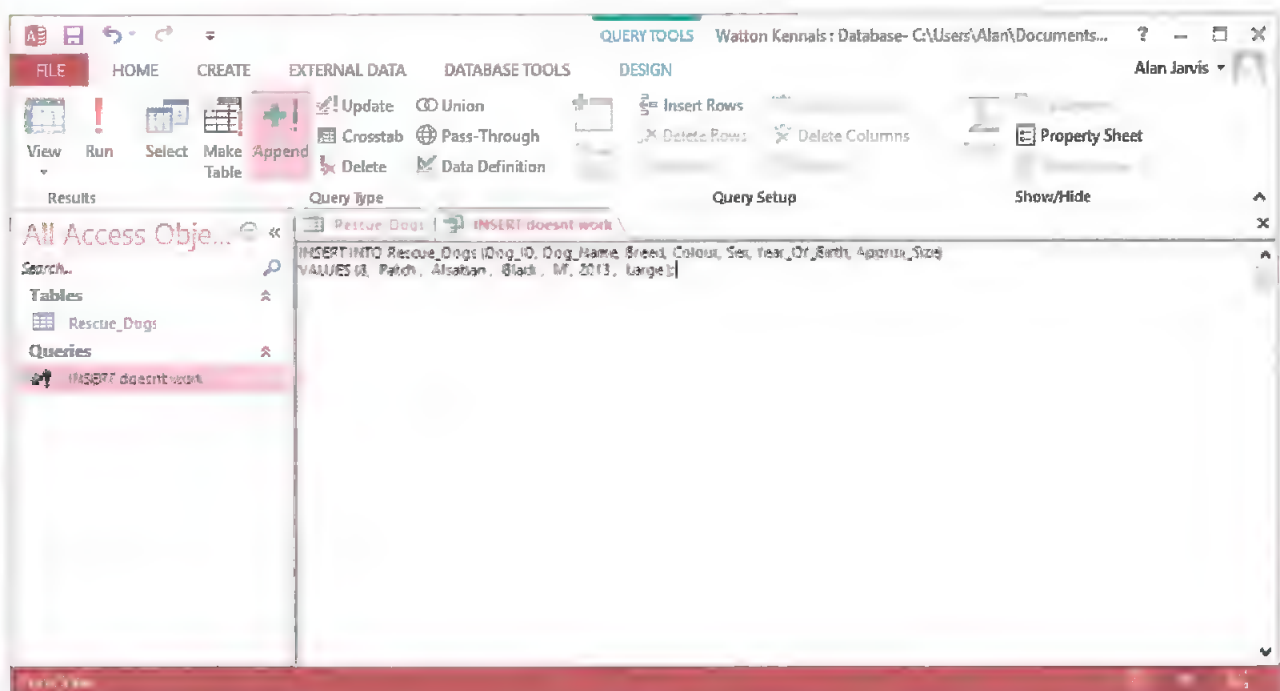 QUERY TOOLS Watton Kennals : Database- C:\Users\Alan\Documents... ?
FILE HOME CREATE EXTERNAL DATA DATABASE TOOLS DESIGN Alan Jarvis
View Run Select Make Table Append
Update Union Insert Rows
Crosstab Pass-Through Delete Rows Delete Columns Property Sheet
Delete Data Definition
Results Query Type Query Setup Show/Hide
All Access Obje... «
Rescue_Dogs INSERT doesnt work
Search..
Tables
Rescue_Dogs
Queries
INSERT doesnt work
INSERT INTO Rescue_Dogs (Dog_ID, Dog_Name, Breed, Colour, Sex, Year_Of_Birth, Approx_Size)
VALUES Patch, Alsatian, Black, M, 2013, Large